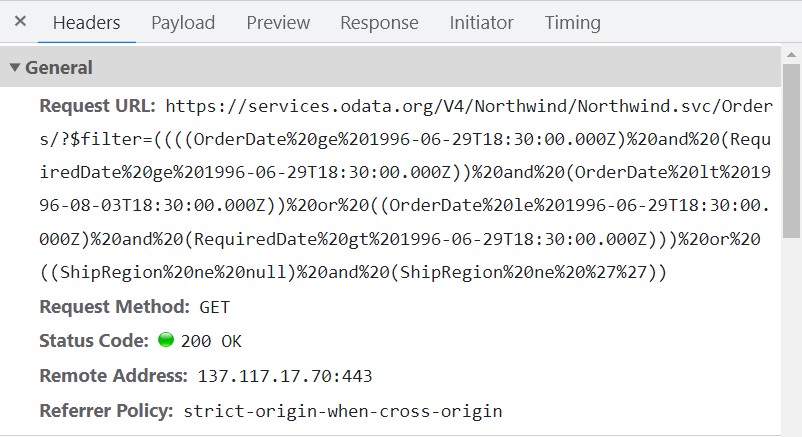 × Headers Payload Preview Response Initiator Timing
▼ General
Request URL: https://services.odata.org/V4/Northwind/Northwind.svc/Order
s/?$filter=((((OrderDate%20ge%201996-06-29T18:30:00.000Z)%20and%20(Requ
iredDate%20ge%201996-06-29T18:30:00.000Z))%20and%20(OrderDate%20lt%2019
96-08-03T18:30:00.000Z))%20or%20((OrderDate%20le%201996-06-29T18:30:00.
000Z)%20and%20(RequiredDate%20gt%201996-06-29T18:30:00.000Z)))%20or%20
((ShipRegion%20ne%20null)%20and%20(ShipRegion%20ne%20%27%27))
Request Method: GET
Status Code: 200 OK
Remote Address: 137.117.17.70:443
Referrer Policy: strict-origin-when-cross-origin